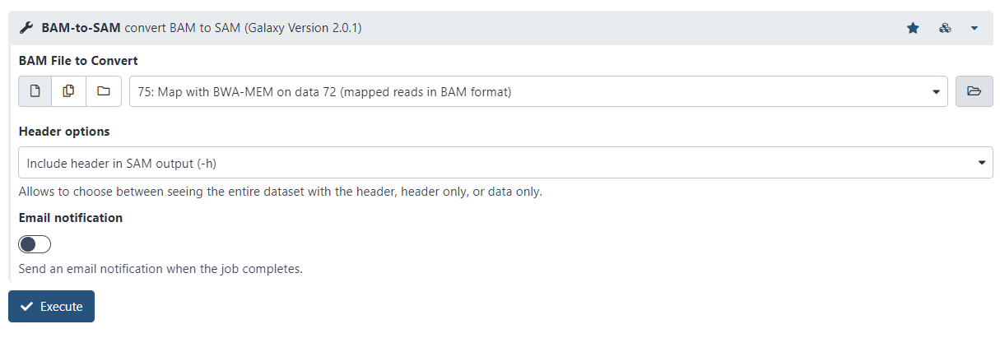 BAM-to-SAM convert BAM to SAM (Galaxy Version 2.0.1)
BAM File to Convert
75: Map with BWA-MEM on data 72 (mapped reads in BAM format)
Header options
Include header in SAM output (-h)
Allows to choose between seeing the entire dataset with the header, header only, or data only.
Email notification
Send an email notification when the job completes.
Execute